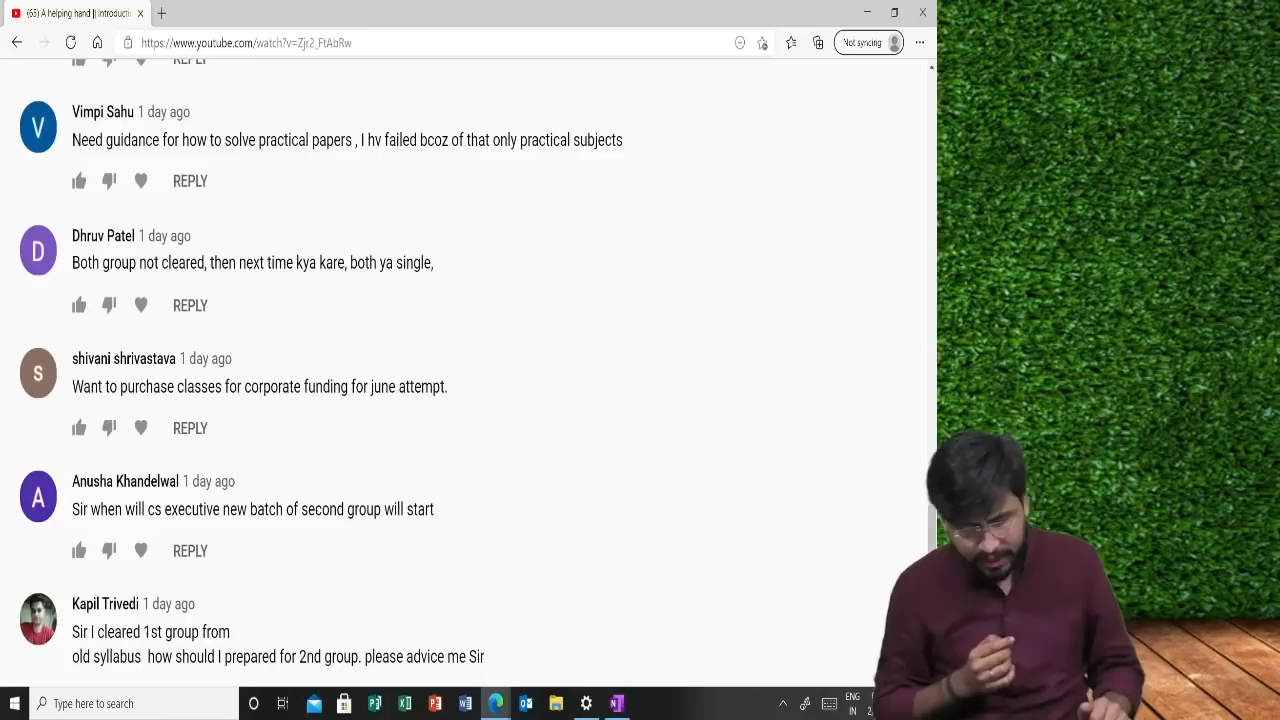 (65) A helping hand || Introducti
https://www.youtube.com/watch?v=Zjr2_FtAbRw
Not syncing
REPLY
V
Vimpi Sahu 1 day ago
Need guidance for how to solve practical papers , I hv failed bcoz of that only practical subjects
REPLY
D
Dhruv Patel 1 day ago
Both group not cleared, then next time kya kare, both ya single,
REPLY
S
shivani shrivastava 1 day ago
Want to purchase classes for corporate funding for june attempt.
REPLY
A
Anusha Khandelwal 1 day ago
Sir when will cs executive new batch of second group will start
REPLY
Kapil Trivedi 1 day ago
Sir I cleared 1st group from
old syllabus how should I prepared for 2nd group. please advice me Sir
Type here to search
ENG
IN